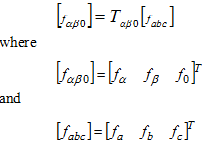 [f_{αβ0}] = T_{αβ0}[f_{abc}]
where
[f_{αβ0}] = [f_α f_β f_0]^T
and
[f_{abc}] = [f_a f_b f_c]^T